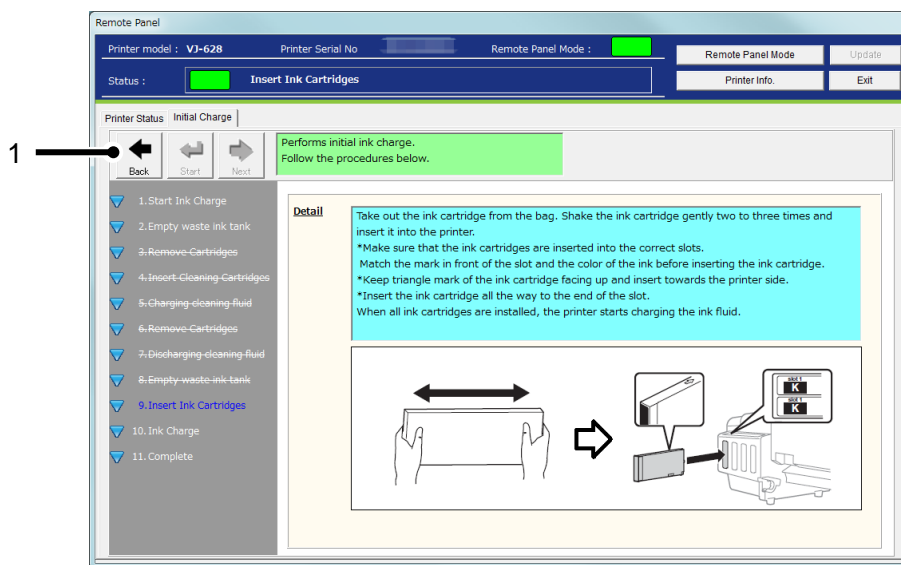 Remote Panel
Printer model : VJ-628 Printer Serial No Remote Panel Mode :
Remote Panel Mode Update
Status : Insert Ink Cartridges
Printer Info. Exit
Printer Status Initial Charge
1
Back Start Next
Performs initial ink charge.
Follow the procedures below.
1.Start Ink Charge
2.Empty waste ink tank
3.Remove Cartridges
4.Insert Cleaning Cartridges
5.Charging cleaning fluid
6.Remove Cartridges
7.Discharging cleaning fluid
8.Empty waste ink tank
9.Insert Ink Cartridges
10.Ink Charge
11.Complete
Detail
Take out the ink cartridge from the bag. Shake the ink cartridge gently two to three times and
insert it into the printer.
*Make sure that the ink cartridges are inserted into the correct slots.
Match the mark in front of the slot and the color of the ink before inserting the ink cartridge.
*Keep triangle mark of the ink cartridge facing up and insert towards the printer side.
*Insert the ink cartridge all the way to the end of the slot.
When all ink cartridges are installed, the printer starts charging the ink fluid.
slot 1
K
slot 1
K